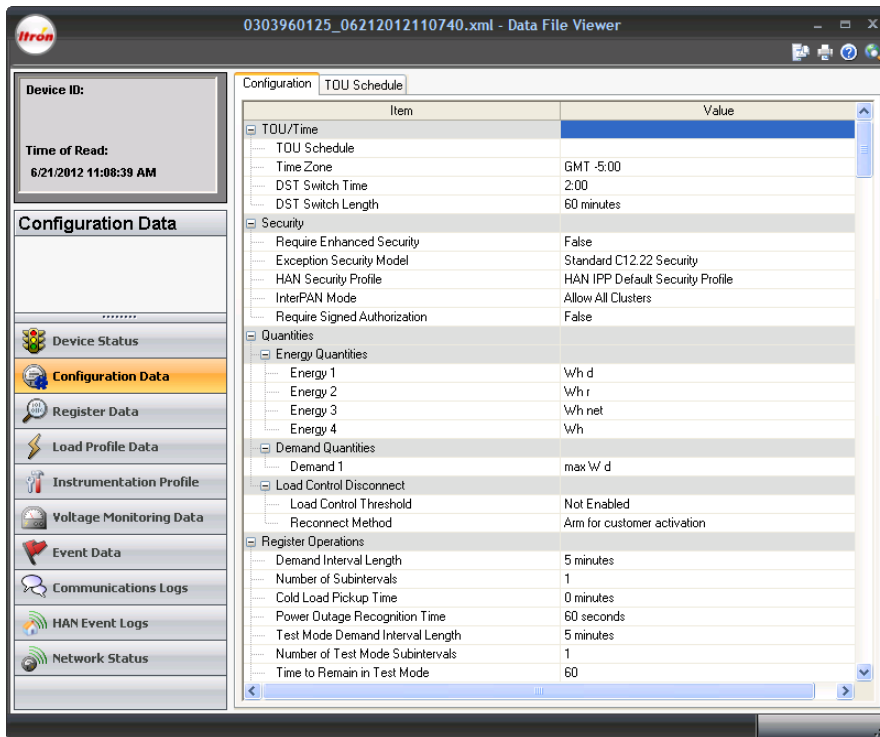 0303960125_06212012110740.xml - Data File Viewer
Itron
Device ID:
Time of Read:
6/21/2012 11:08:39 AM
Configuration Data
Device Status
Configuration Data
Register Data
Load Profile Data
Instrumentation Profile
Voltage Monitoring Data
Event Data
Communications Logs
HAN Event Logs
Network Status
Configuration TOU Schedule
Item Value
TOU/Time
TOU Schedule
Time Zone GMT -5:00
DST Switch Time 2:00
DST Switch Length 60 minutes
Security
Require Enhanced Security False
Exception Security Model Standard C12.22 Security
HAN Security Profile HAN IPP Default Security Profile
InterPAN Mode Allow All Clusters
Require Signed Authorization False
Quantities
Energy Quantities
Energy 1 Wh d
Energy 2 Wh r
Energy 3 Wh net
Energy 4 Wh
Demand Quantities
Demand 1 max W d
Load Control Disconnect
Load Control Threshold Not Enabled
Reconnect Method Arm for customer activation
Register Operations
Demand Interval Length 5 minutes
Number of Subintervals 1
Cold Load Pickup Time 0 minutes
Power Outage Recognition Time 60 seconds
Test Mode Demand Interval Length 5 minutes
Number of Test Mode Subintervals 1
Time to Remain in Test Mode 60